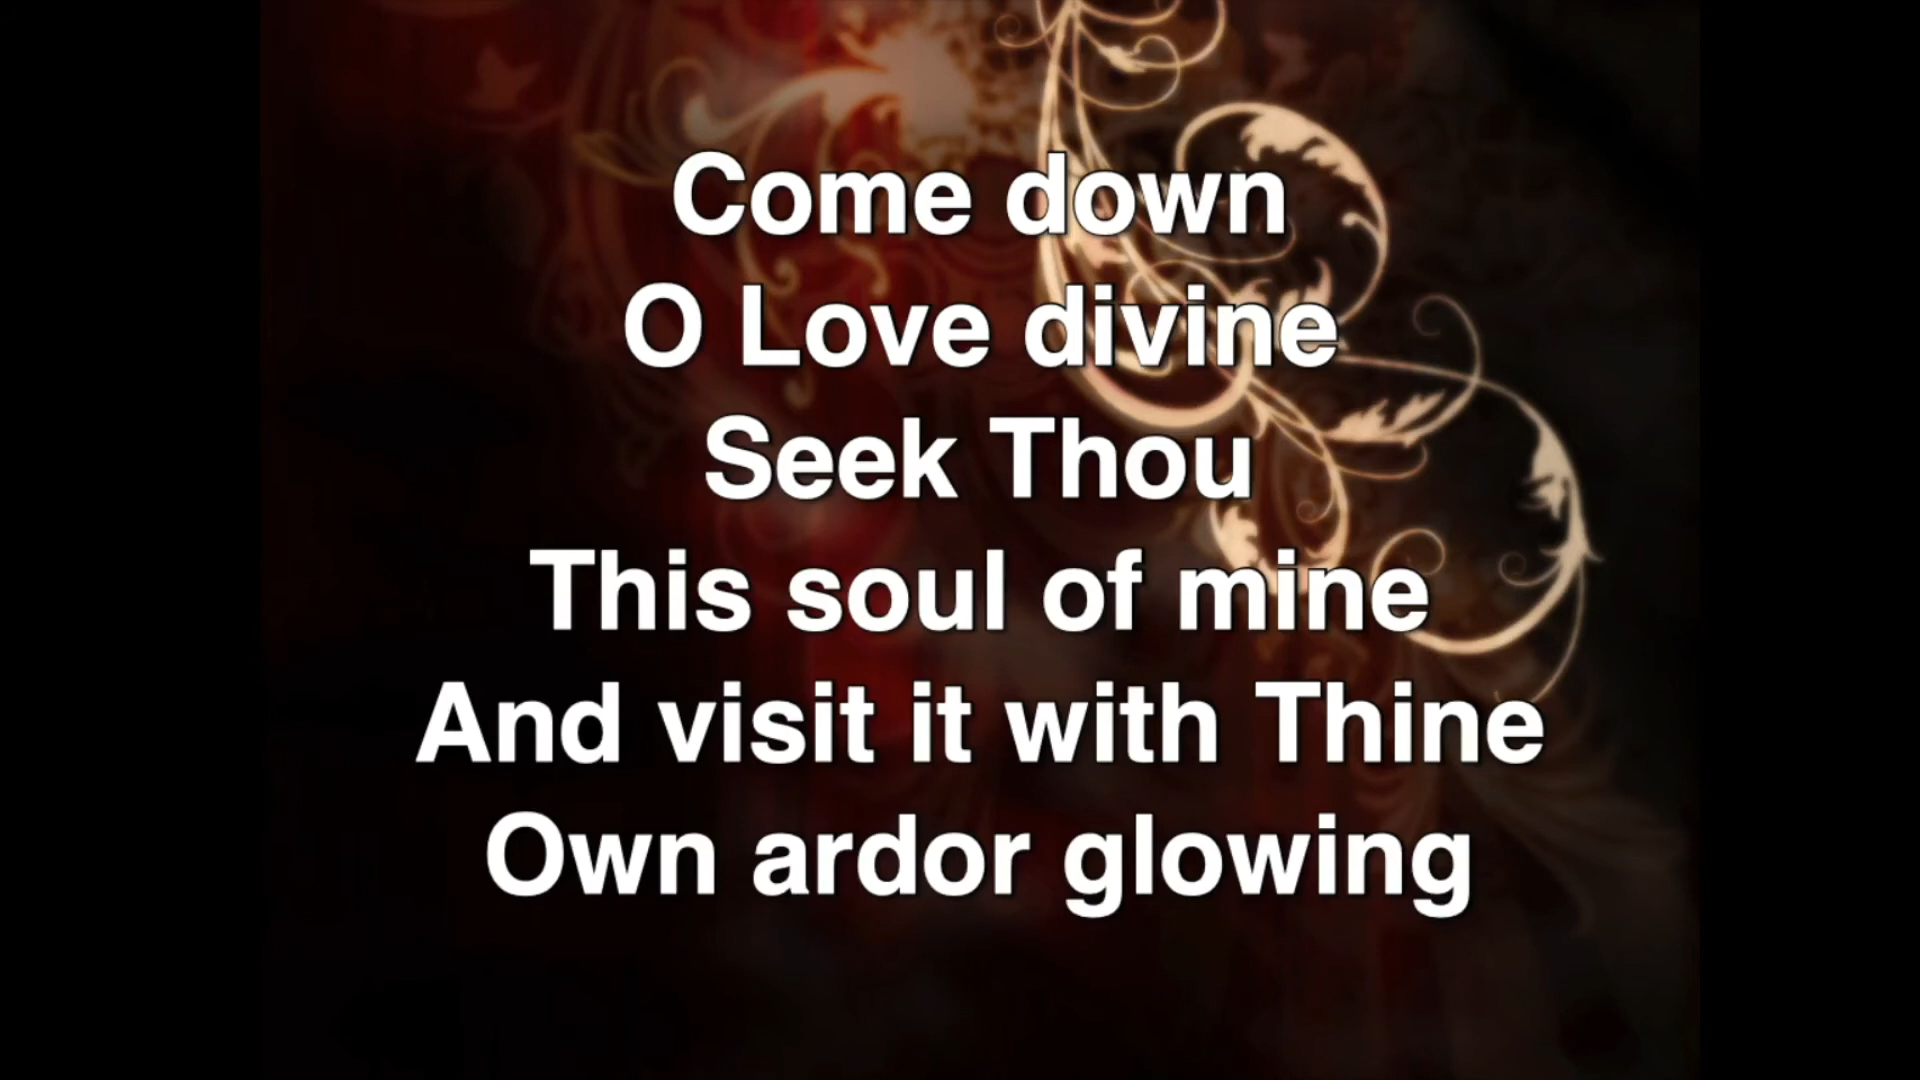 Come down
O Love divine
Seek Thou
This soul of mine
And visit it with Thine
Own ardor glowing